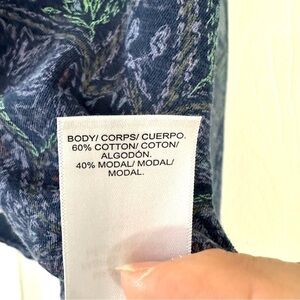 BODY/ CORPS/ CUERPO.
60% COTTON/ COTON/
ALGODÓN.
40% MODAL/ MODAL/
MODAL.